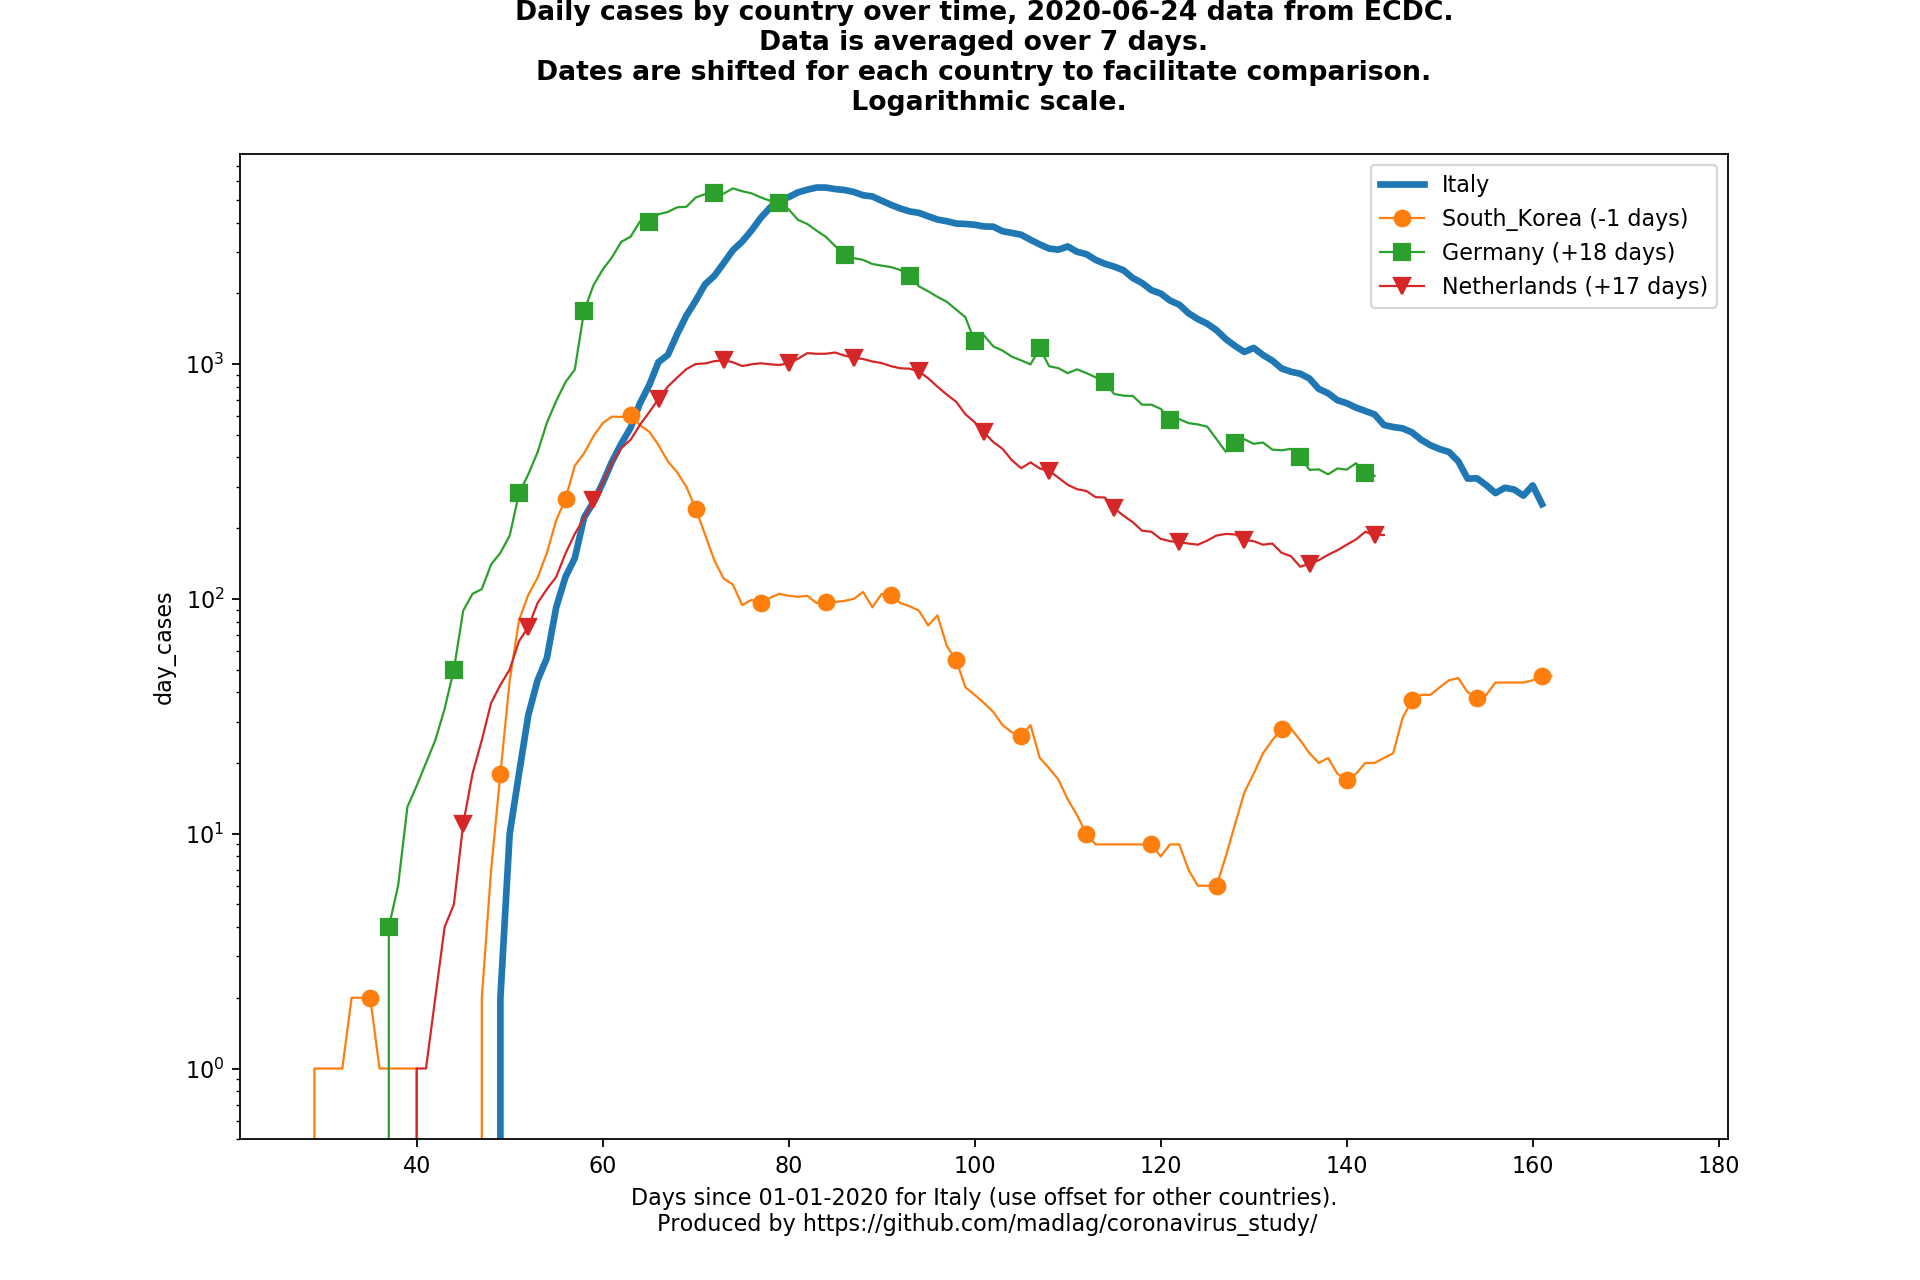 Daily cases by country over time, 2020-06-24 data from ECDC.
Data is averaged over 7 days.
Dates are shifted for each country to facilitate comparison.
Logarithmic scale.
Italy
South_Korea (-1 days)
Germany (+18 days)
Netherlands (+17 days)
day_cases
10³
10²
10¹
10⁰
40 60 80 100 120 140 160 180
Days since 01-01-2020 for Italy (use offset for other countries).
Produced by https://github.com/madlag/coronavirus_study/